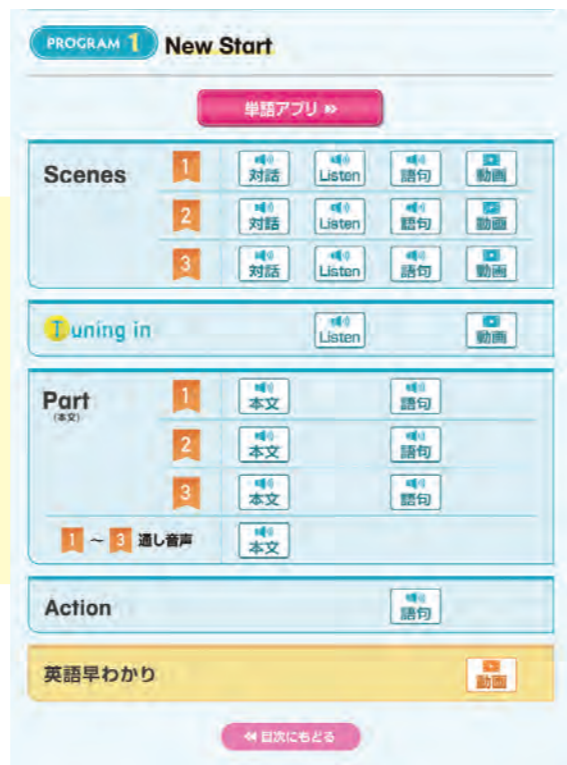 PROGRAM 1 New Start
単語アプリ »
Scenes 1 対話 Listen 語句 動画
2 対話 Listen 語句 動画
3 対話 Listen 語句 動画
Tuning in Listen 動画
Part 1 本文 語句
(本文)
2 本文 語句
3 本文 語句
1 ~ 3 通し音声 本文
Action 語句
英語早わかり 動画
« 目次にもどる